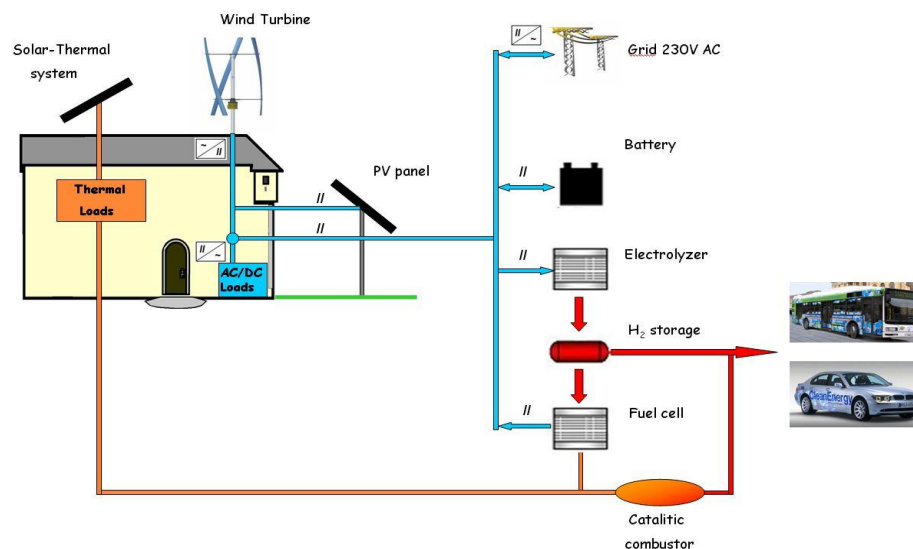 Wind Turbine
Solar-Thermal
system
Grid 230V AC
~
//
//
~
Thermal
Loads
PV panel
Battery
//
//
//
//
~
AC/DC
Loads
//
Electrolyzer
//
H₂ storage
CleanEnergy
Fuel cell
//
Catalitic
combustor